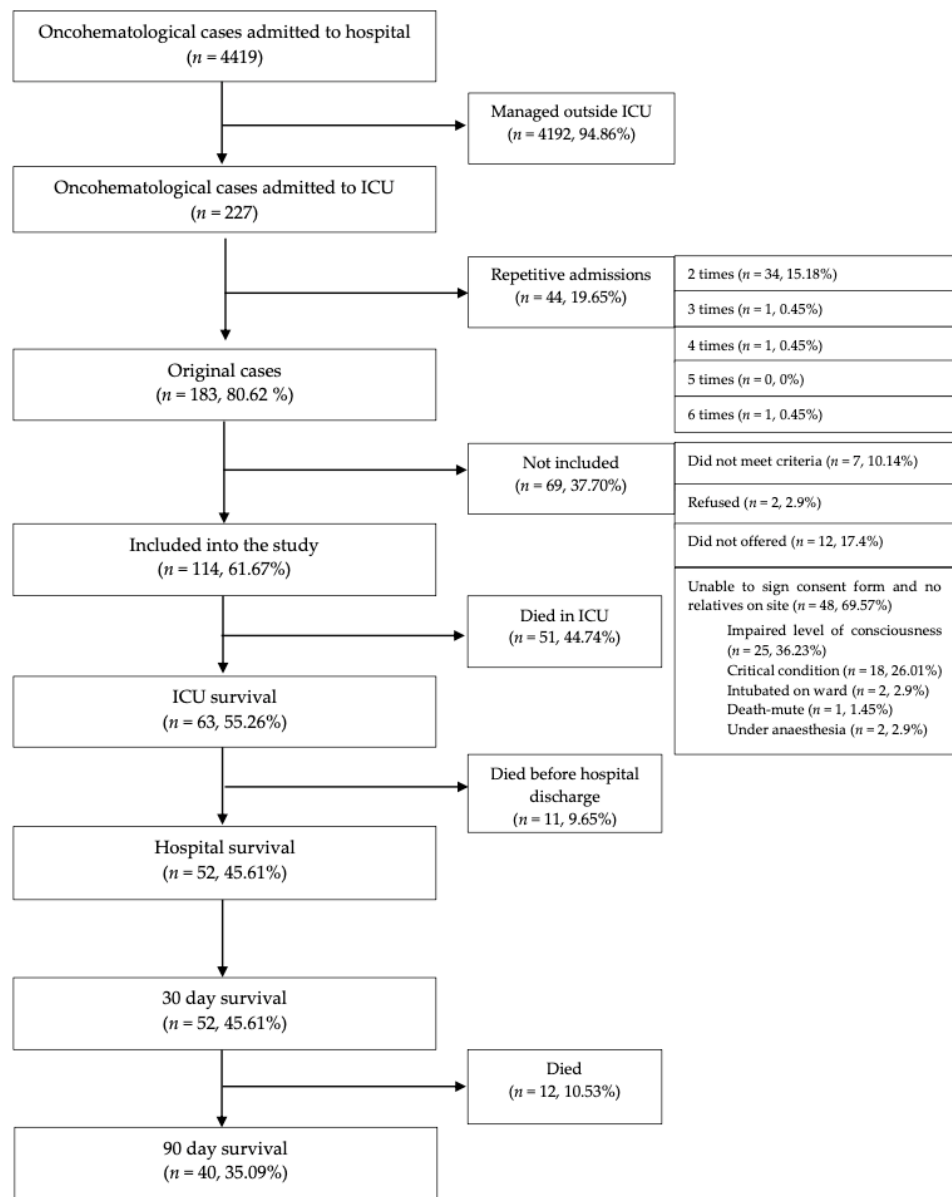 Oncohematological cases admitted to hospital
(n = 4419)
Managed outside ICU
(n = 4192, 94.86%)
Oncohematological cases admitted to ICU
(n = 227)
Repetitive admissions
(n = 44, 19.65%)
2 times (n = 34, 15.18%)
3 times (n = 1, 0.45%)
4 times (n = 1, 0.45%)
5 times (n = 0, 0%)
6 times (n = 1, 0.45%)
Original cases
(n = 183, 80.62 %)
Not included
(n = 69, 37.70%)
Did not meet criteria (n = 7, 10.14%)
Refused (n = 2, 2.9%)
Did not offered (n = 12, 17.4%)
Unable to sign consent form and no
relatives on site (n = 48, 69.57%)
Impaired level of consciousness
(n = 25, 36.23%)
Critical condition (n = 18, 26.01%)
Intubated on ward (n = 2, 2.9%)
Death-mute (n = 1, 1.45%)
Under anaesthesia (n = 2, 2.9%)
Included into the study
(n = 114, 61.67%)
Died in ICU
(n = 51, 44.74%)
ICU survival
(n = 63, 55.26%)
Died before hospital
discharge
(n = 11, 9.65%)
Hospital survival
(n = 52, 45.61%)
30 day survival
(n = 52, 45.61%)
Died
(n = 12, 10.53%)
90 day survival
(n = 40, 35.09%)